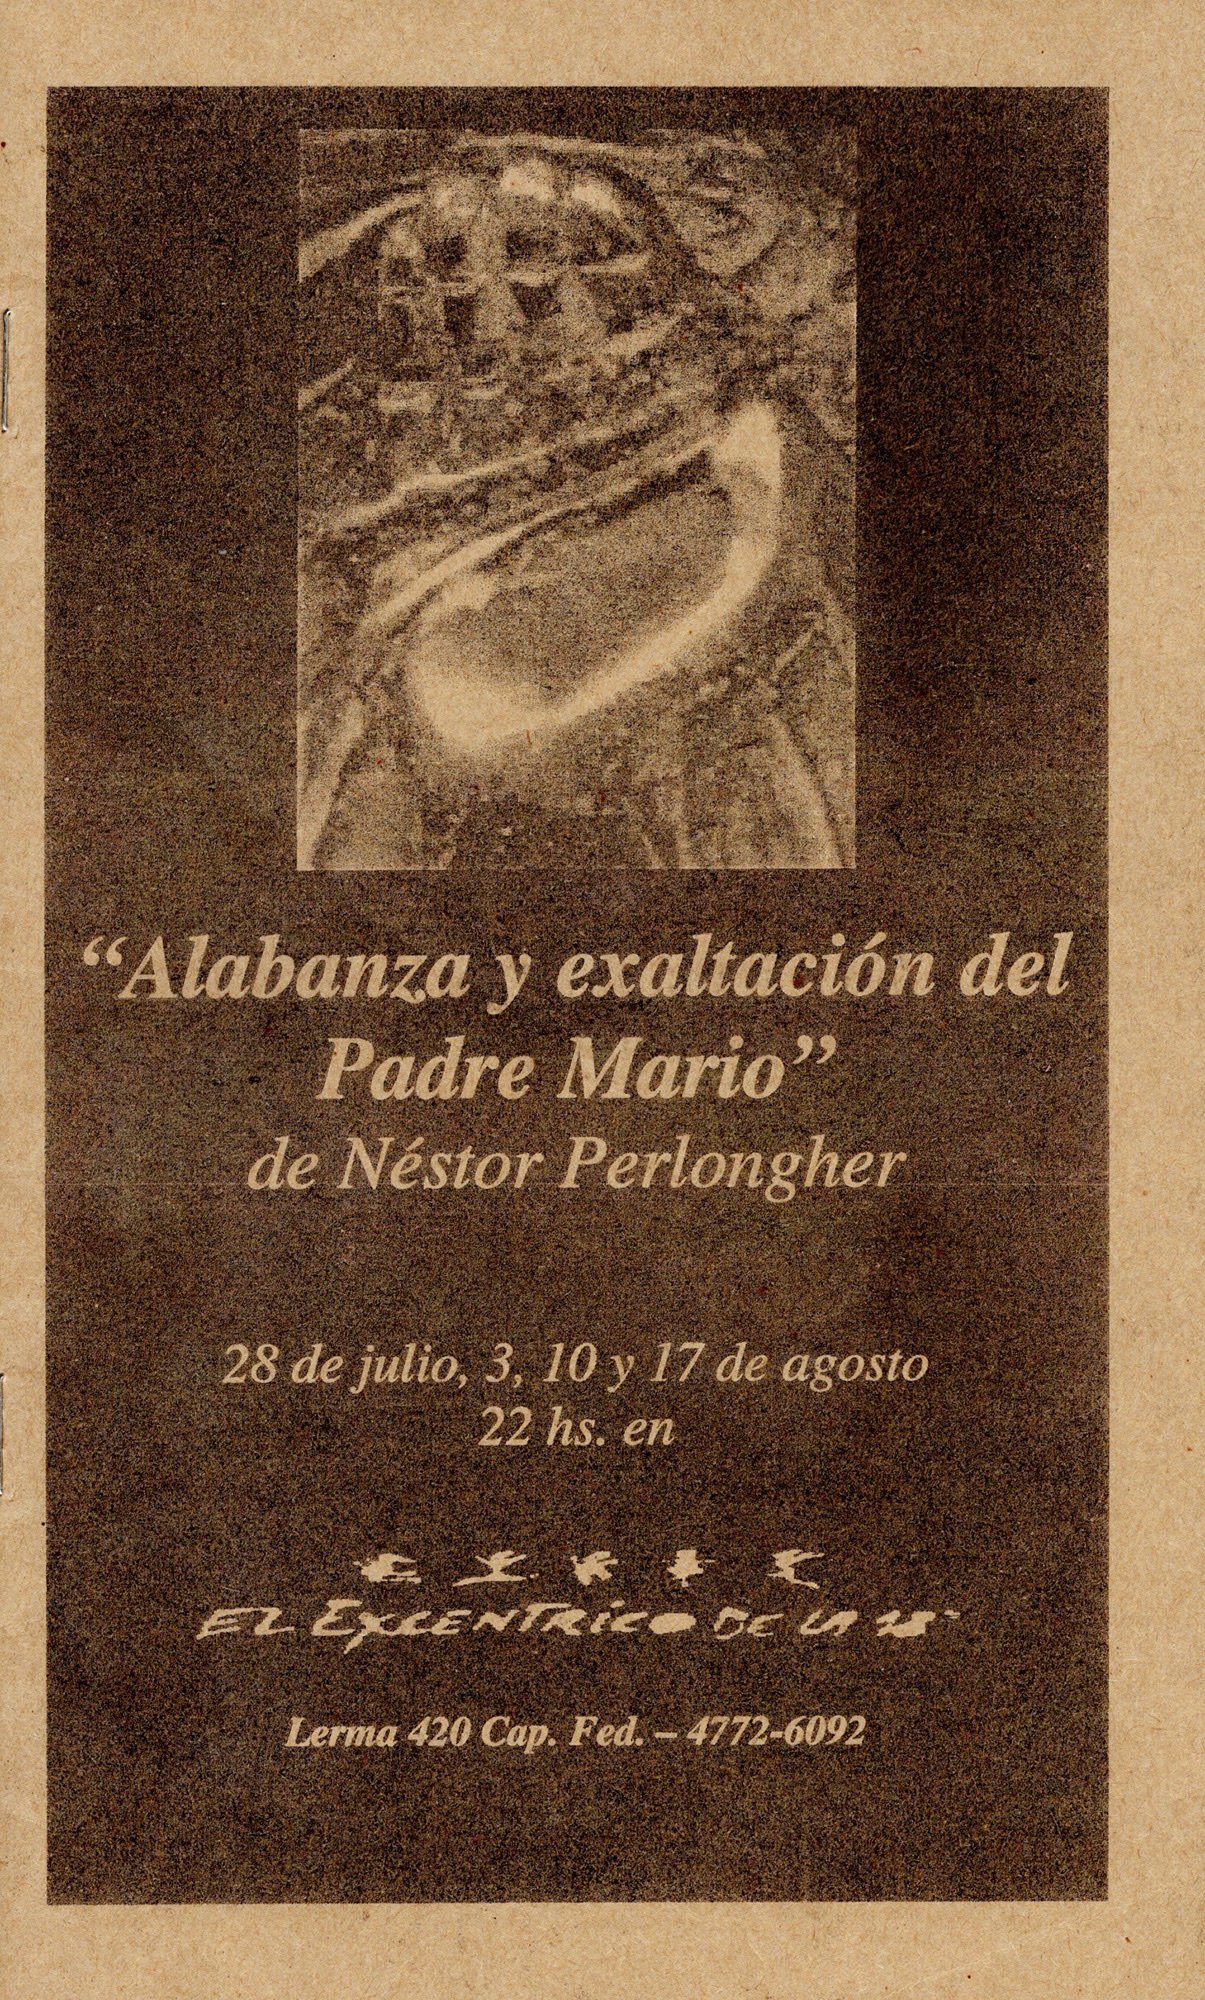 “Alabanza y exaltación del
Padre Mario”
de Néstor Perlongher
28 de julio, 3, 10 y 17 de agosto
22 hs. en
EL EXCENTRICO DE LA 18ª
Lerma 420 Cap. Fed. – 4772-6092